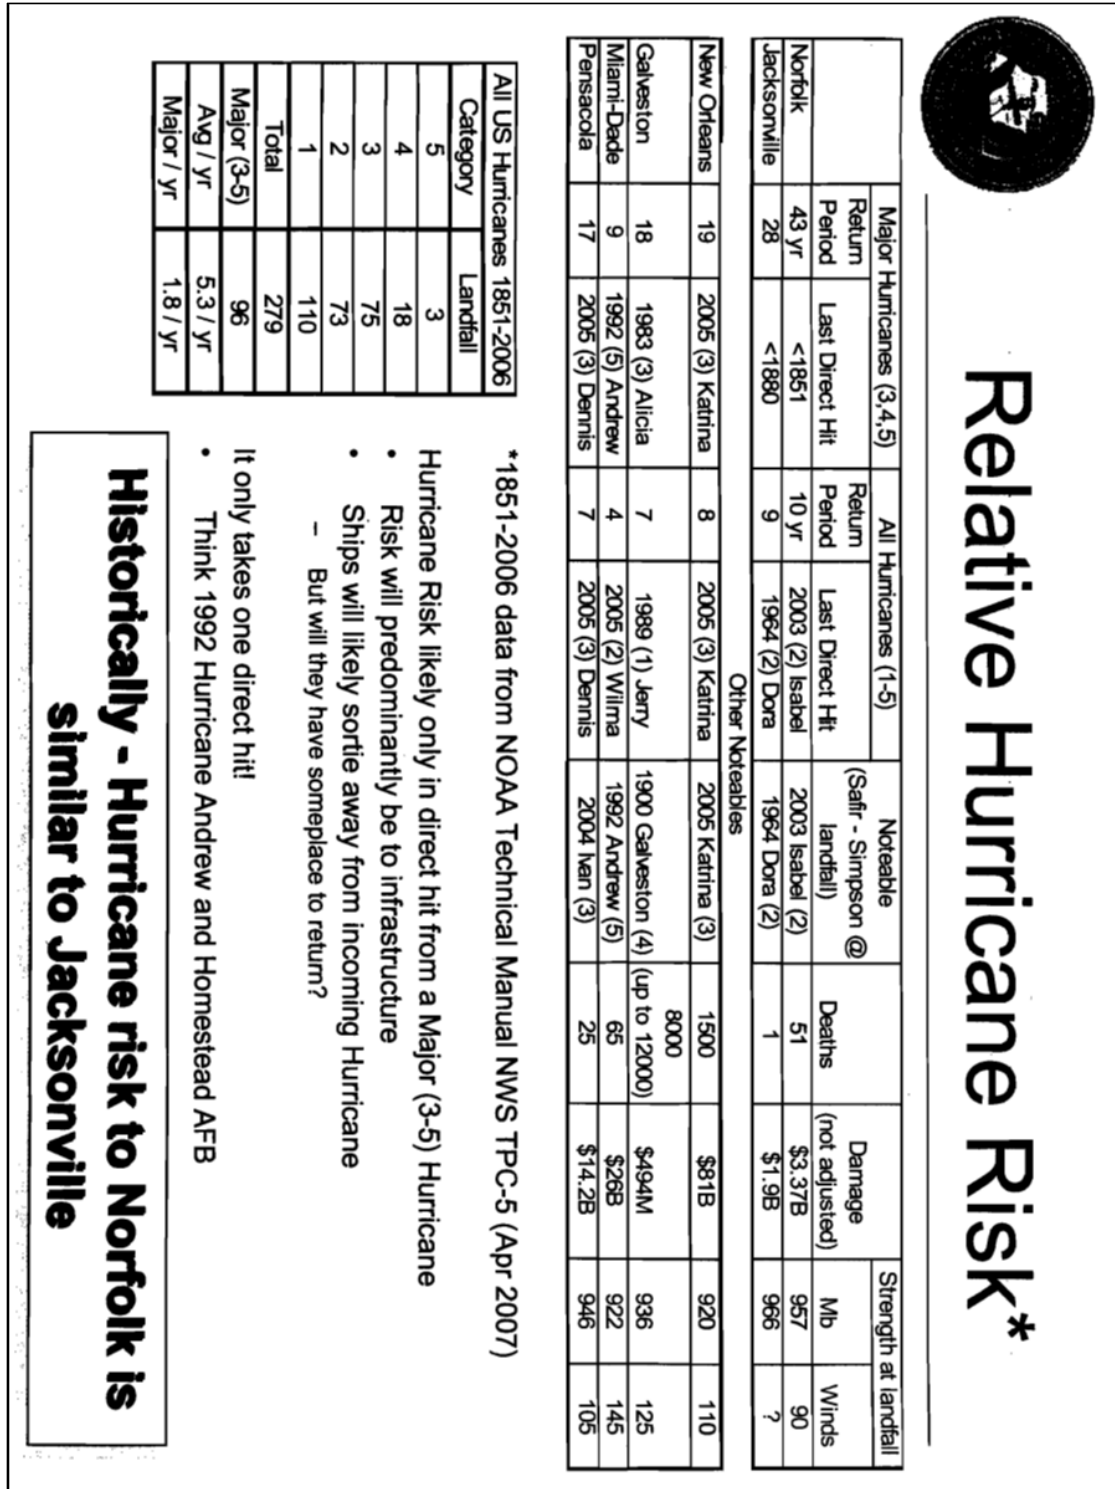 Relative Hurricane Risk*
Major Hurricanes (3,4,5) All Hurricanes (1-5) Noteable (Safir - Simpson @ landfall) Deaths Damage (not adjusted) Strength at landfall
Return Period Last Direct Hit Return Period Last Direct Hit Mb Winds
Norfolk 43 yr <1851 10 yr 2003 (2) Isabel 2003 Isabel (2) 51 $3.37B 957 90
Jacksonville 28 <1880 9 1964 (2) Dora 1964 Dora (2) 1 $1.9B 966 ?
Other Noteables
New Orleans 19 2005 (3) Katrina 8 2005 (3) Katrina 2005 Katrina (3) 1500 $81B 920 110
Galveston 18 1983 (3) Alicia 7 1989 (1) Jerry 1900 Galveston (4) 8000 (up to 12000) $494M 936 125
Miami-Dade 9 1992 (5) Andrew 4 2005 (2) Wilma 1992 Andrew (5) 65 $26B 922 145
Pensacola 17 2005 (3) Dennis 7 2005 (3) Dennis 2004 Ivan (3) 25 $14.2B 946 105
*1851-2006 data from NOAA Technical Manual NWS TPC-5 (Apr 2007)
All US Hurricanes 1851-2006
Category Landfall
5 3
4 18
3 75
2 73
1 110
Total 279
Major (3-5) 96
Avg / yr 5.3 / yr
Major / yr 1.8 / yr
Hurricane Risk likely only in direct hit from a Major (3-5) Hurricane
• Risk will predominantly be to infrastructure
• Ships will likely sortie away from incoming Hurricane
– But will they have someplace to return?
It only takes one direct hit!
• Think 1992 Hurricane Andrew and Homestead AFB
Historically - Hurricane risk to Norfolk is
similar to Jacksonville